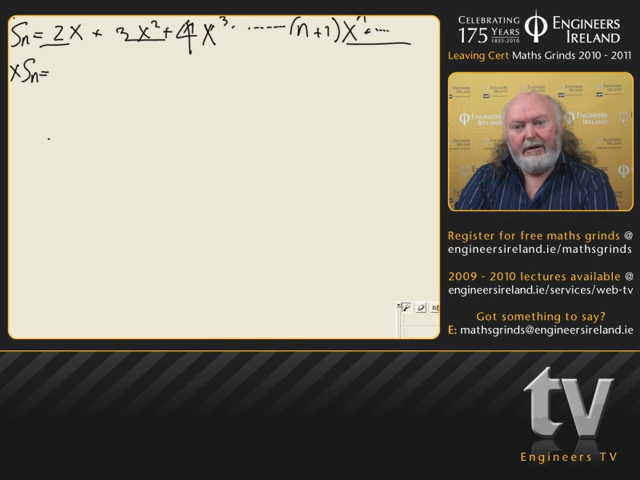 Sn = 2x + 3x² + 4x³ . ...... (n+1)xⁿ + ....
xSn =
CELEBRATING
175 YEARS
1835-2010
ENGINEERS
IRELAND
Leaving Cert Maths Grinds 2010 - 2011
ENGINEERS
IRELAND
Register for free maths grinds @
engineersireland.ie/mathsgrinds
2009 - 2010 lectures available @
engineersireland.ie/services/web-tv
Got something to say?
E: mathsgrinds@engineersireland.ie
tv
Engineers TV